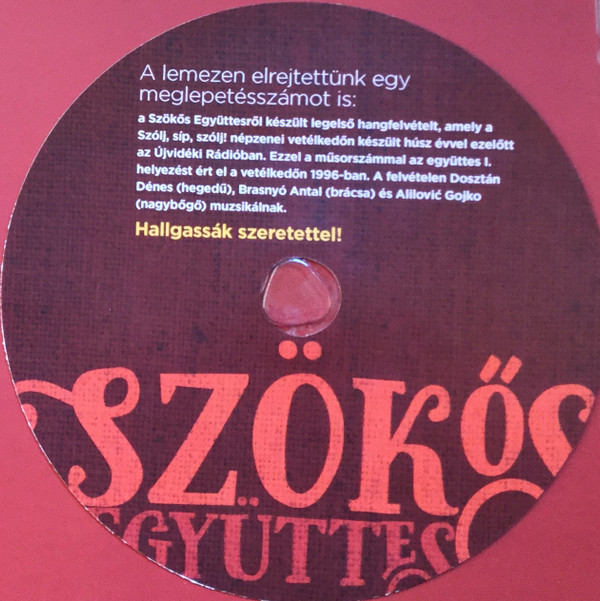 A lemezen elrejtettünk egy
meglepetésszámot is:
a Szökős Együttesről készült legelső hangfelvételt, amely a
Szólj, síp, szólj! népzenei vetélkedőn készült húsz évvel ezelőtt
az Újvidéki Rádióban. Ezzel a műsorszámmal az együttes I.
helyezést ért el a vetélkedőn 1996-ban. A felvételen Dosztán
Dénes (hegedű), Brasnyó Antal (brácsa) és Alilović Gojko
(nagybőgő) muzsikálnak.
Hallgassák szeretettel!
SZÖKŐS
EGYÜTTES